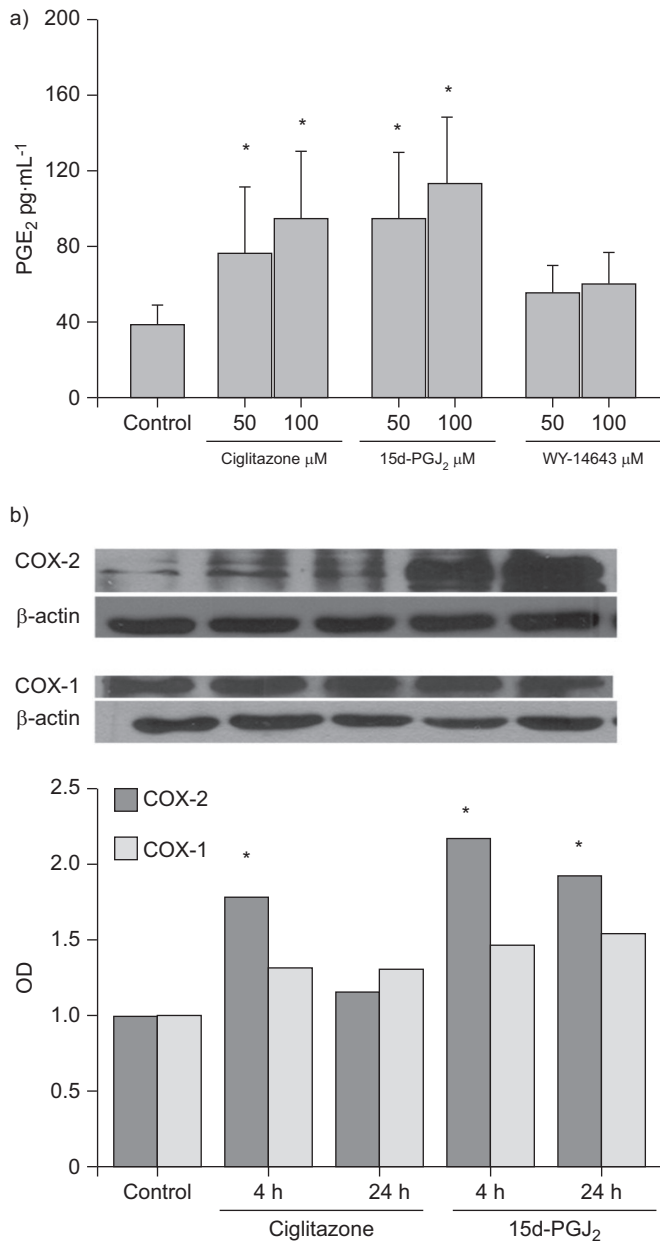 a)
200
160
120
80
40
0
PGE₂ pg·mL⁻¹
* * * *
Control 50 100 50 100 50 100
Ciglitazone μM 15d-PGJ₂ μM WY-14643 μM
b)
COX-2
β-actin
COX-1
β-actin
2.5
2.0
1.5
1.0
0.5
0
OD
COX-2
COX-1
* * *
Control 4 h 24 h 4 h 24 h
Ciglitazone 15d-PGJ₂